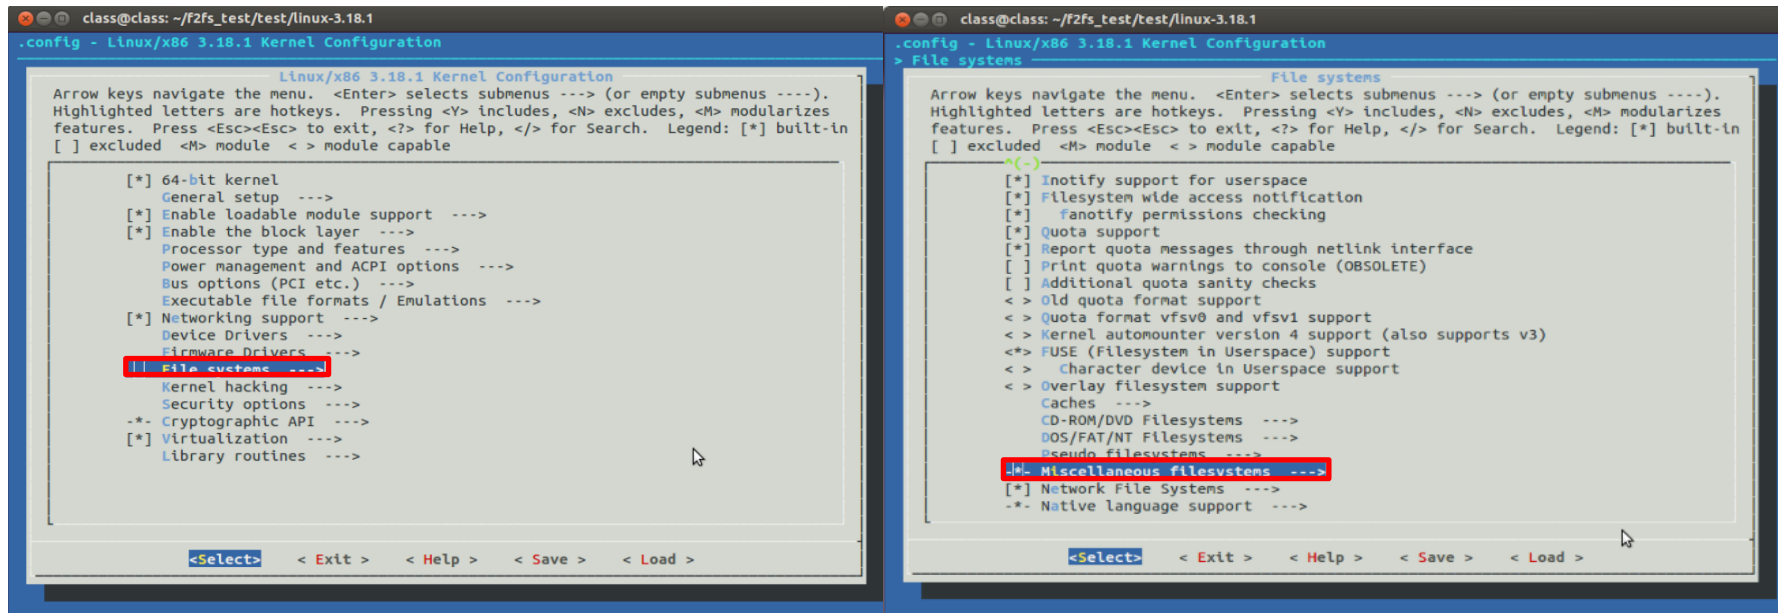 class@class: ~/f2fs_test/test/linux-3.18.1
.config - Linux/x86 3.18.1 Kernel Configuration
Linux/x86 3.18.1 Kernel Configuration
Arrow keys navigate the menu.  <Enter> selects submenus ---> (or empty submenus ----).
Highlighted letters are hotkeys.  Pressing <Y> includes, <N> excludes, <M> modularizes
features.  Press <Esc><Esc> to exit, <?> for Help, </> for Search.  Legend: [*] built-in
[ ] excluded  <M> module  < > module capable
[*] 64-bit kernel
General setup  --->
[*] Enable loadable module support  --->
[*] Enable the block layer  --->
Processor type and features  --->
Power management and ACPI options  --->
Bus options (PCI etc.)  --->
Executable file formats / Emulations  --->
[*] Networking support  --->
Device Drivers  --->
Firmware Drivers  --->
File systems  --->
Kernel hacking  --->
Security options  --->
-*- Cryptographic API  --->
[*] Virtualization  --->
Library routines  --->
<Select>    < Exit >    < Help >    < Save >    < Load >
class@class: ~/f2fs_test/test/linux-3.18.1
.config - Linux/x86 3.18.1 Kernel Configuration
> File systems
File systems
Arrow keys navigate the menu.  <Enter> selects submenus ---> (or empty submenus ----).
Highlighted letters are hotkeys.  Pressing <Y> includes, <N> excludes, <M> modularizes
features.  Press <Esc><Esc> to exit, <?> for Help, </> for Search.  Legend: [*] built-in
[ ] excluded  <M> module  < > module capable
^(-)
[*] Inotify support for userspace
[*] Filesystem wide access notification
[*]   fanotify permissions checking
[*] Quota support
[*] Report quota messages through netlink interface
[ ] Print quota warnings to console (OBSOLETE)
[ ] Additional quota sanity checks
< > Old quota format support
< > Quota format vfsv0 and vfsv1 support
< > Kernel automounter version 4 support (also supports v3)
<*> FUSE (Filesystem in Userspace) support
< >   Character device in Userspace support
< > Overlay filesystem support
Caches  --->
CD-ROM/DVD Filesystems  --->
DOS/FAT/NT Filesystems  --->
Pseudo filesystems  --->
-*- Miscellaneous filesystems  --->
[*] Network File Systems  --->
-*- Native language support  --->
<Select>    < Exit >    < Help >    < Save >    < Load >